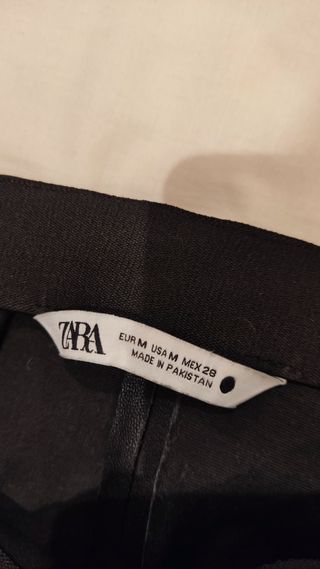 ZARA
EUR M USA M MEX 28
MADE IN PAKISTAN